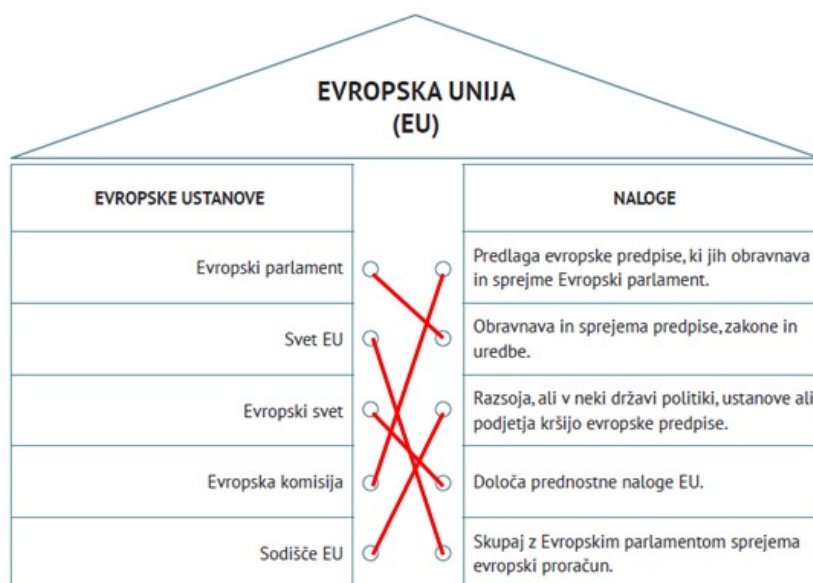 EVROPSKA UNIJA
(EU)
EVROPSKE USTANOVE
NALOGE
Evropski parlament
Predlaga evropske predpise, ki jih obravnava
in sprejme Evropski parlament.
Svet EU
Obravnava in sprejema predpise, zakone in
uredbe.
Evropski svet
Razsoja, ali v neki državi politiki, ustanove ali
podjetja kršijo evropske predpise.
Evropska komisija
Določa prednostne naloge EU.
Sodišče EU
Skupaj z Evropskim parlamentom sprejema
evropski proračun.